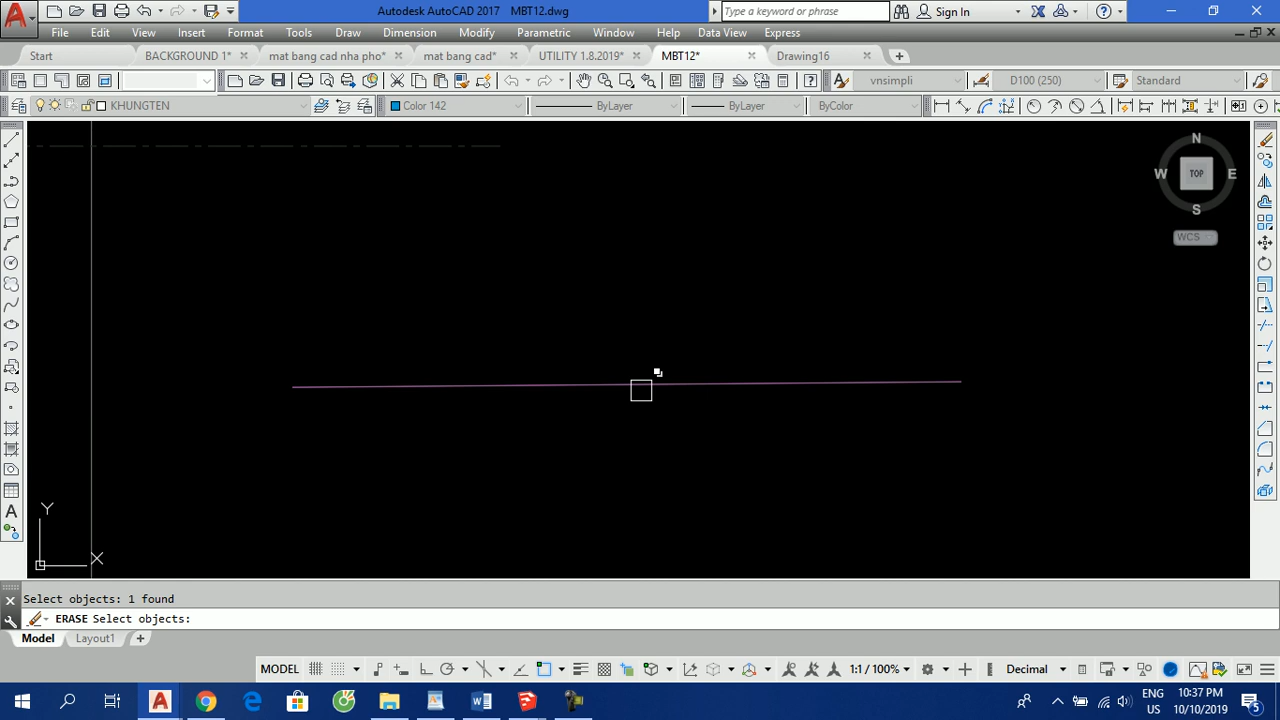 Autodesk AutoCAD 2017 MBT12.dwg
Type a keyword or phrase
Sign In
File Edit View Insert Format Tools Draw Dimension Modify Parametric Window Help Data View Express
Start BACKGROUND 1* mat bang cad nha pho* mat bang cad* UTILITY 1.8.2019* MBT12* Drawing16
vnsimpli D100 (250) Standard
KHUNGTEN Color 142 ByLayer ByLayer ByColor
N
W TOP E
S
WCS
Y
X
Select objects: 1 found
ERASE Select objects:
Model Layout1
MODEL 1:1 / 100% Decimal
ENG 10:37 PM
US 10/10/2019 5